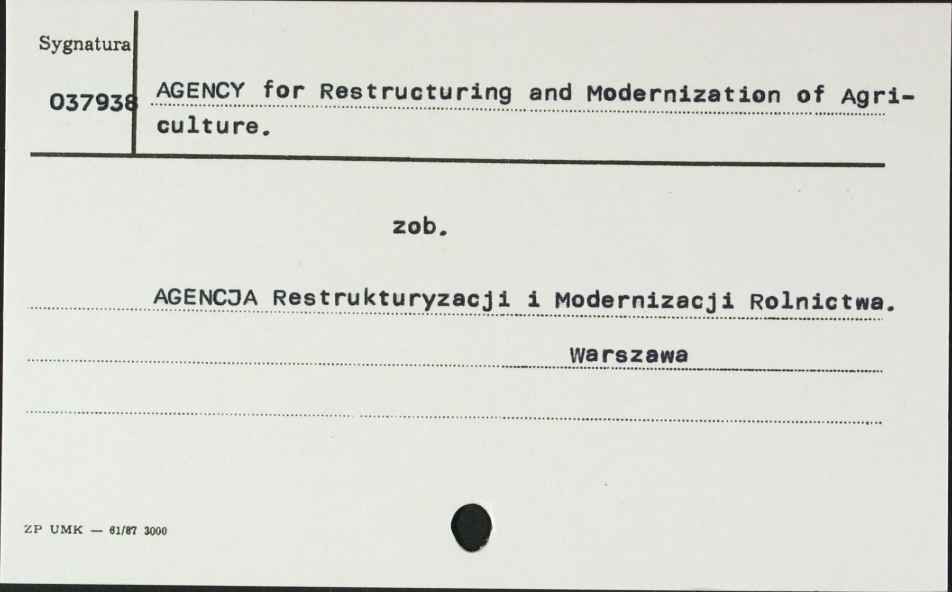 Sygnatura
037938
AGENCY for Restructuring and Modernization of Agri-
culture.
zob.
AGENCJA Restrukturyzacji i Modernizacji Rolnictwa.
Warszawa
ZP UMK — 61/87 3000